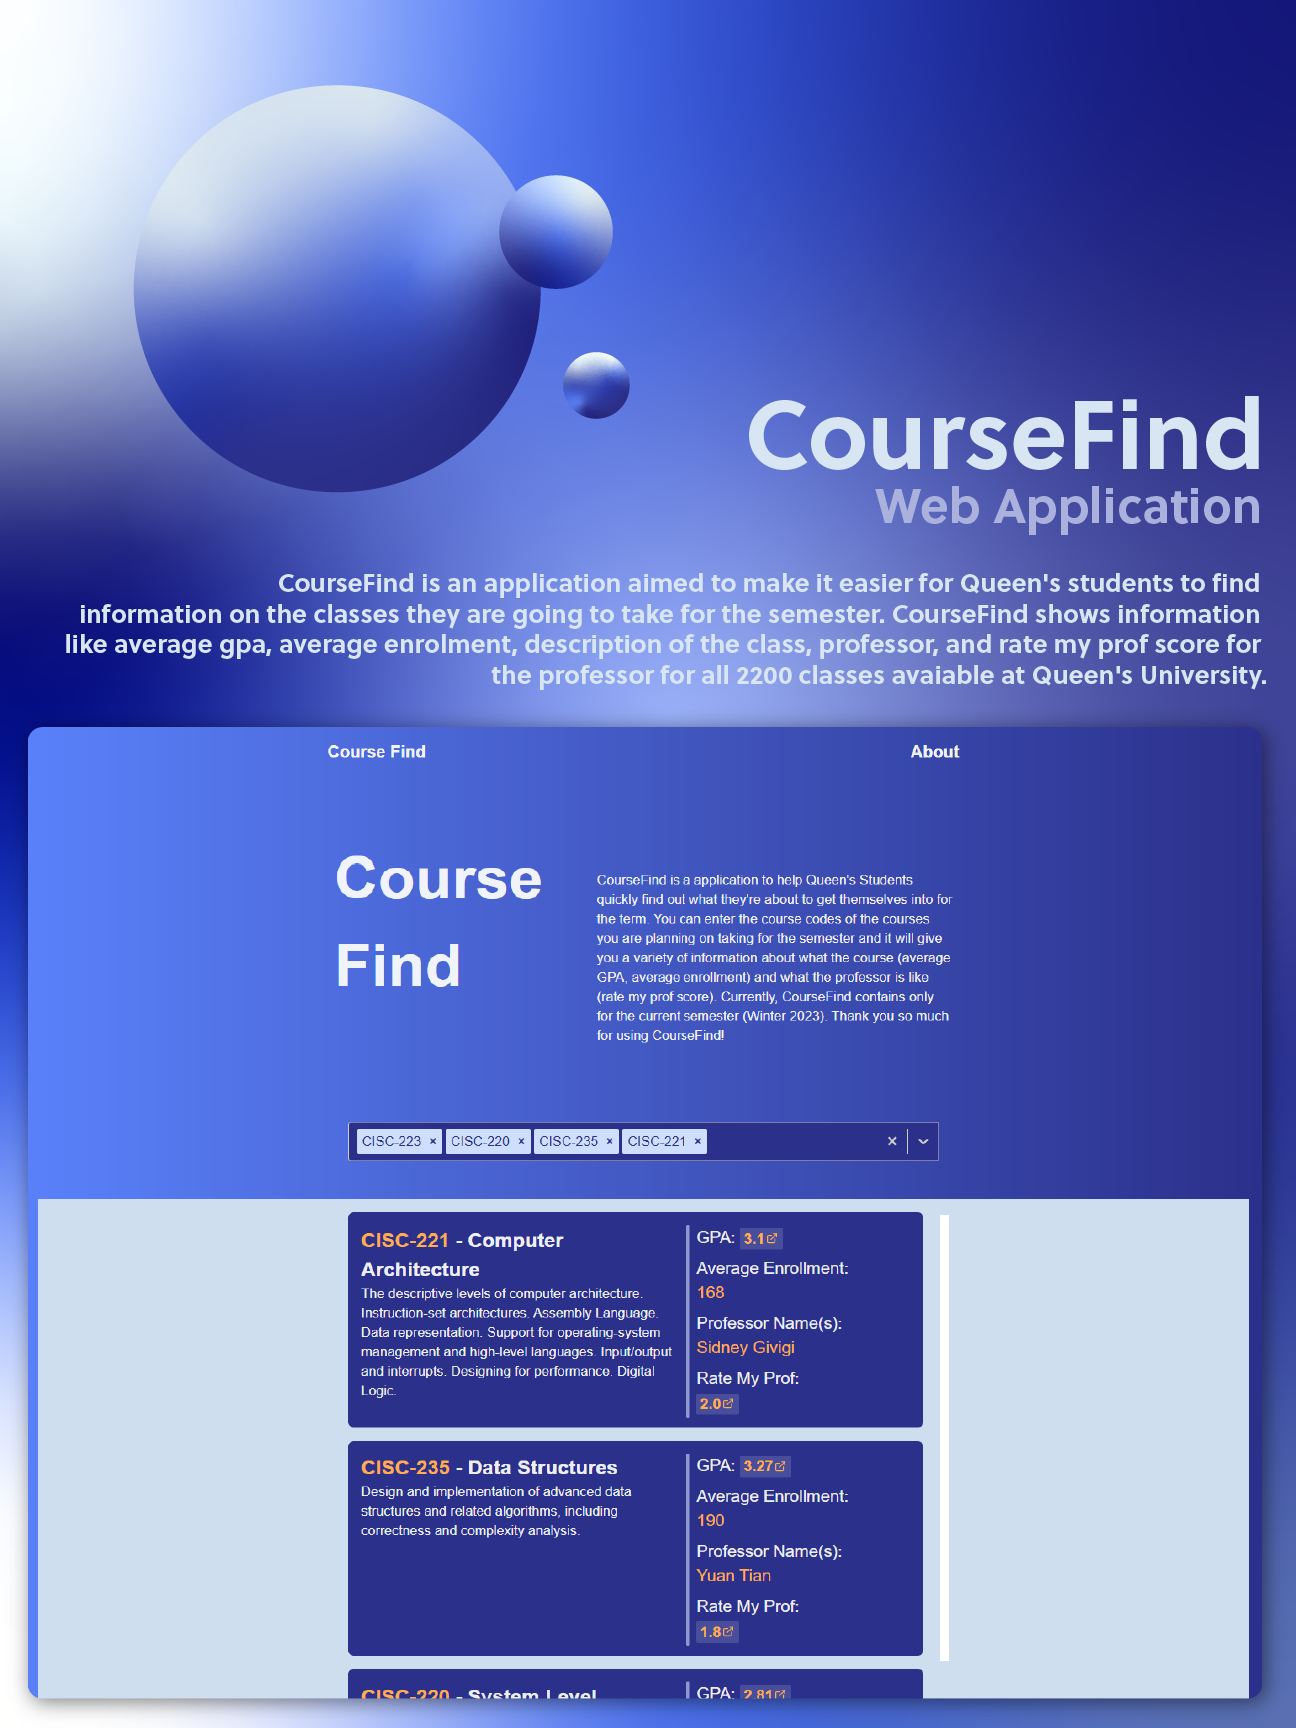 CourseFind
Web Application
CourseFind is an application aimed to make it easier for Queen's students to find
information on the classes they are going to take for the semester. CourseFind shows information
like average gpa, average enrolment, description of the class, professor, and rate my prof score for
the professor for all 2200 classes avaiable at Queen's University.
Course Find
About
Course
Find
CourseFind is a application to help Queen's Students
quickly find out what they're about to get themselves into for
the term. You can enter the course codes of the courses
you are planning on taking for the semester and it will give
you a variety of information about what the course (average
GPA, average enrollment) and what the professor is like
(rate my prof score). Currently, CourseFind contains only
for the current semester (Winter 2023). Thank you so much
for using CourseFind!
CISC-223 × CISC-220 × CISC-235 × CISC-221 ×
CISC-221 - Computer
Architecture
The descriptive levels of computer architecture.
Instruction-set architectures. Assembly Language.
Data representation. Support for operating-system
management and high-level languages. Input/output
and interrupts. Designing for performance. Digital
Logic.
GPA: 3.1
Average Enrollment:
168
Professor Name(s):
Sidney Givigi
Rate My Prof:
2.0
CISC-235 - Data Structures
Design and implementation of advanced data
structures and related algorithms, including
correctness and complexity analysis.
GPA: 3.27
Average Enrollment:
190
Professor Name(s):
Yuan Tian
Rate My Prof:
1.8
CISC-220 - System Level
GPA: 2.81